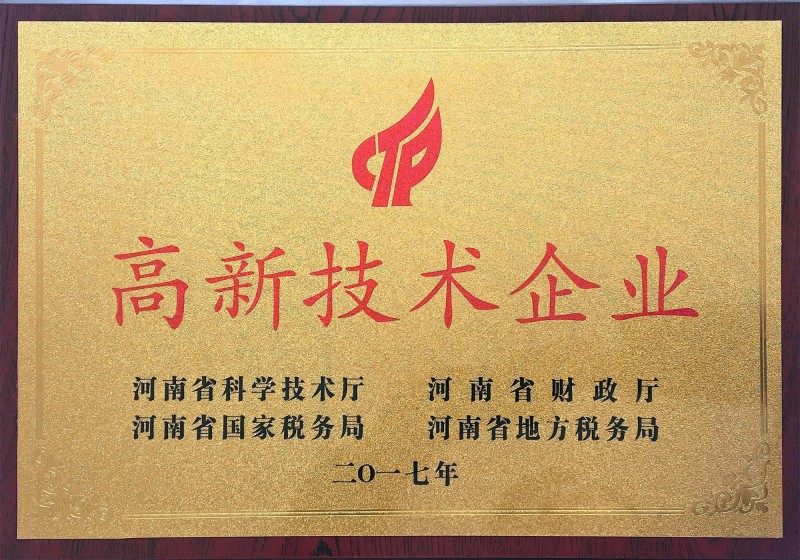 高新技术企业
河南省科学技术厅 河南省财政厅
河南省国家税务局 河南省地方税务局
二〇一七年